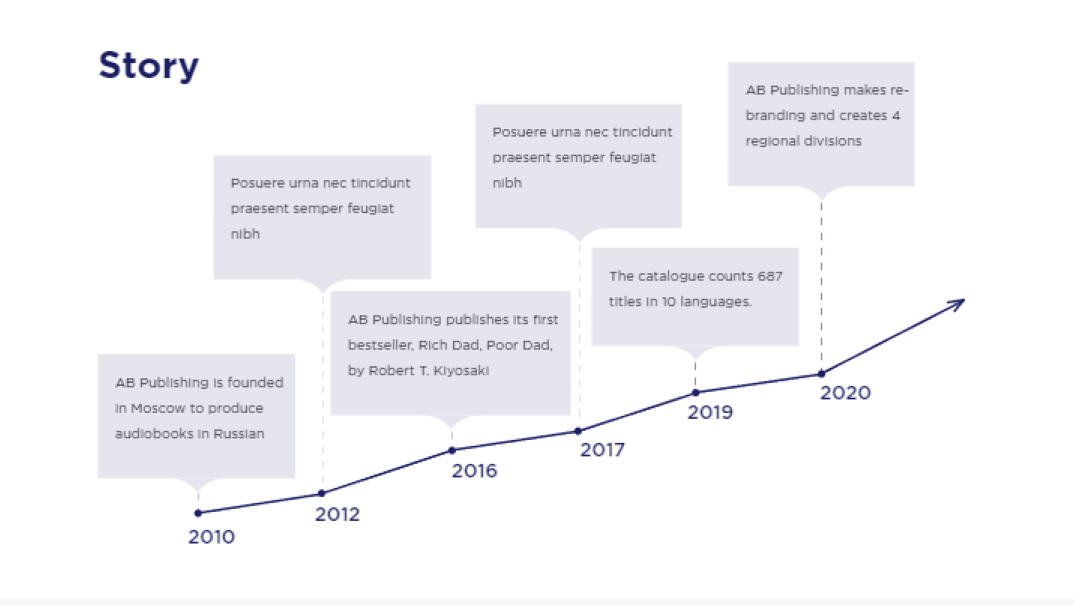 Story
AB Publishing is founded
in Moscow to produce
audiobooks in Russian
2010
Posuere urna nec tincidunt
praesent semper feugiat
nibh
2012
AB Publishing publishes its first
bestseller, Rich Dad, Poor Dad,
by Robert T. Kiyosaki
2016
Posuere urna nec tincidunt
praesent semper feugiat
nibh
2017
The catalogue counts 687
titles in 10 languages.
2019
AB Publishing makes re-
branding and creates 4
regional divisions
2020